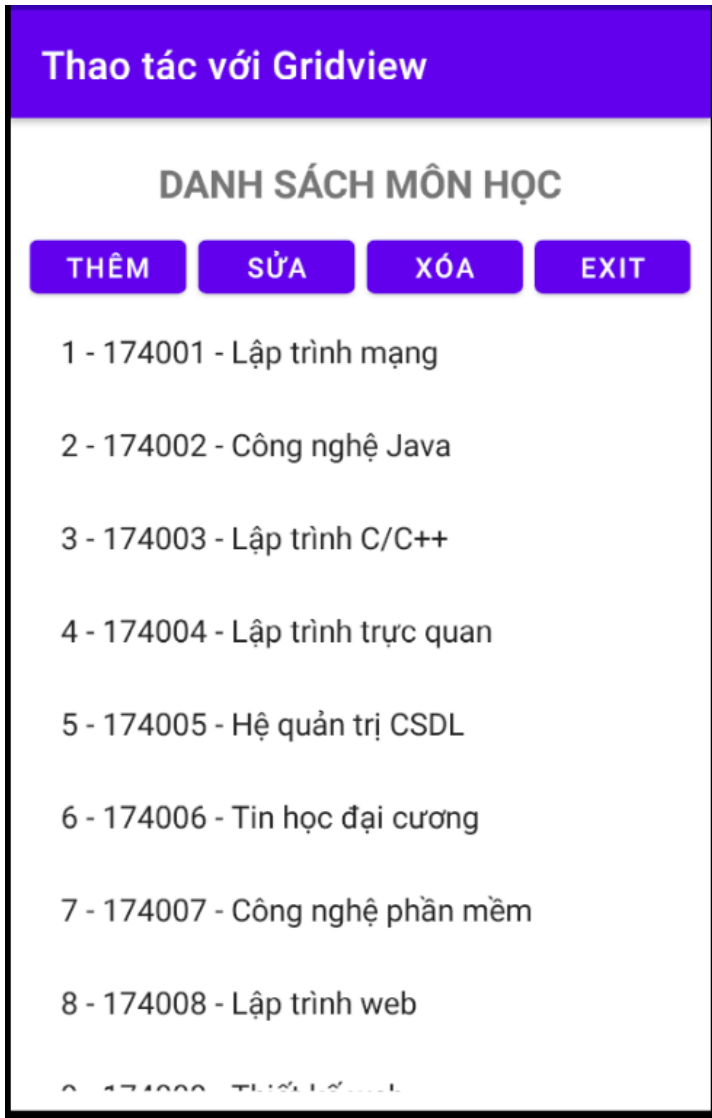 Thao tác với Gridview
DANH SÁCH MÔN HỌC
THÊM SỬA XÓA EXIT
1 - 174001 - Lập trình mạng
2 - 174002 - Công nghệ Java
3 - 174003 - Lập trình C/C++
4 - 174004 - Lập trình trực quan
5 - 174005 - Hệ quản trị CSDL
6 - 174006 - Tin học đại cương
7 - 174007 - Công nghệ phần mềm
8 - 174008 - Lập trình web